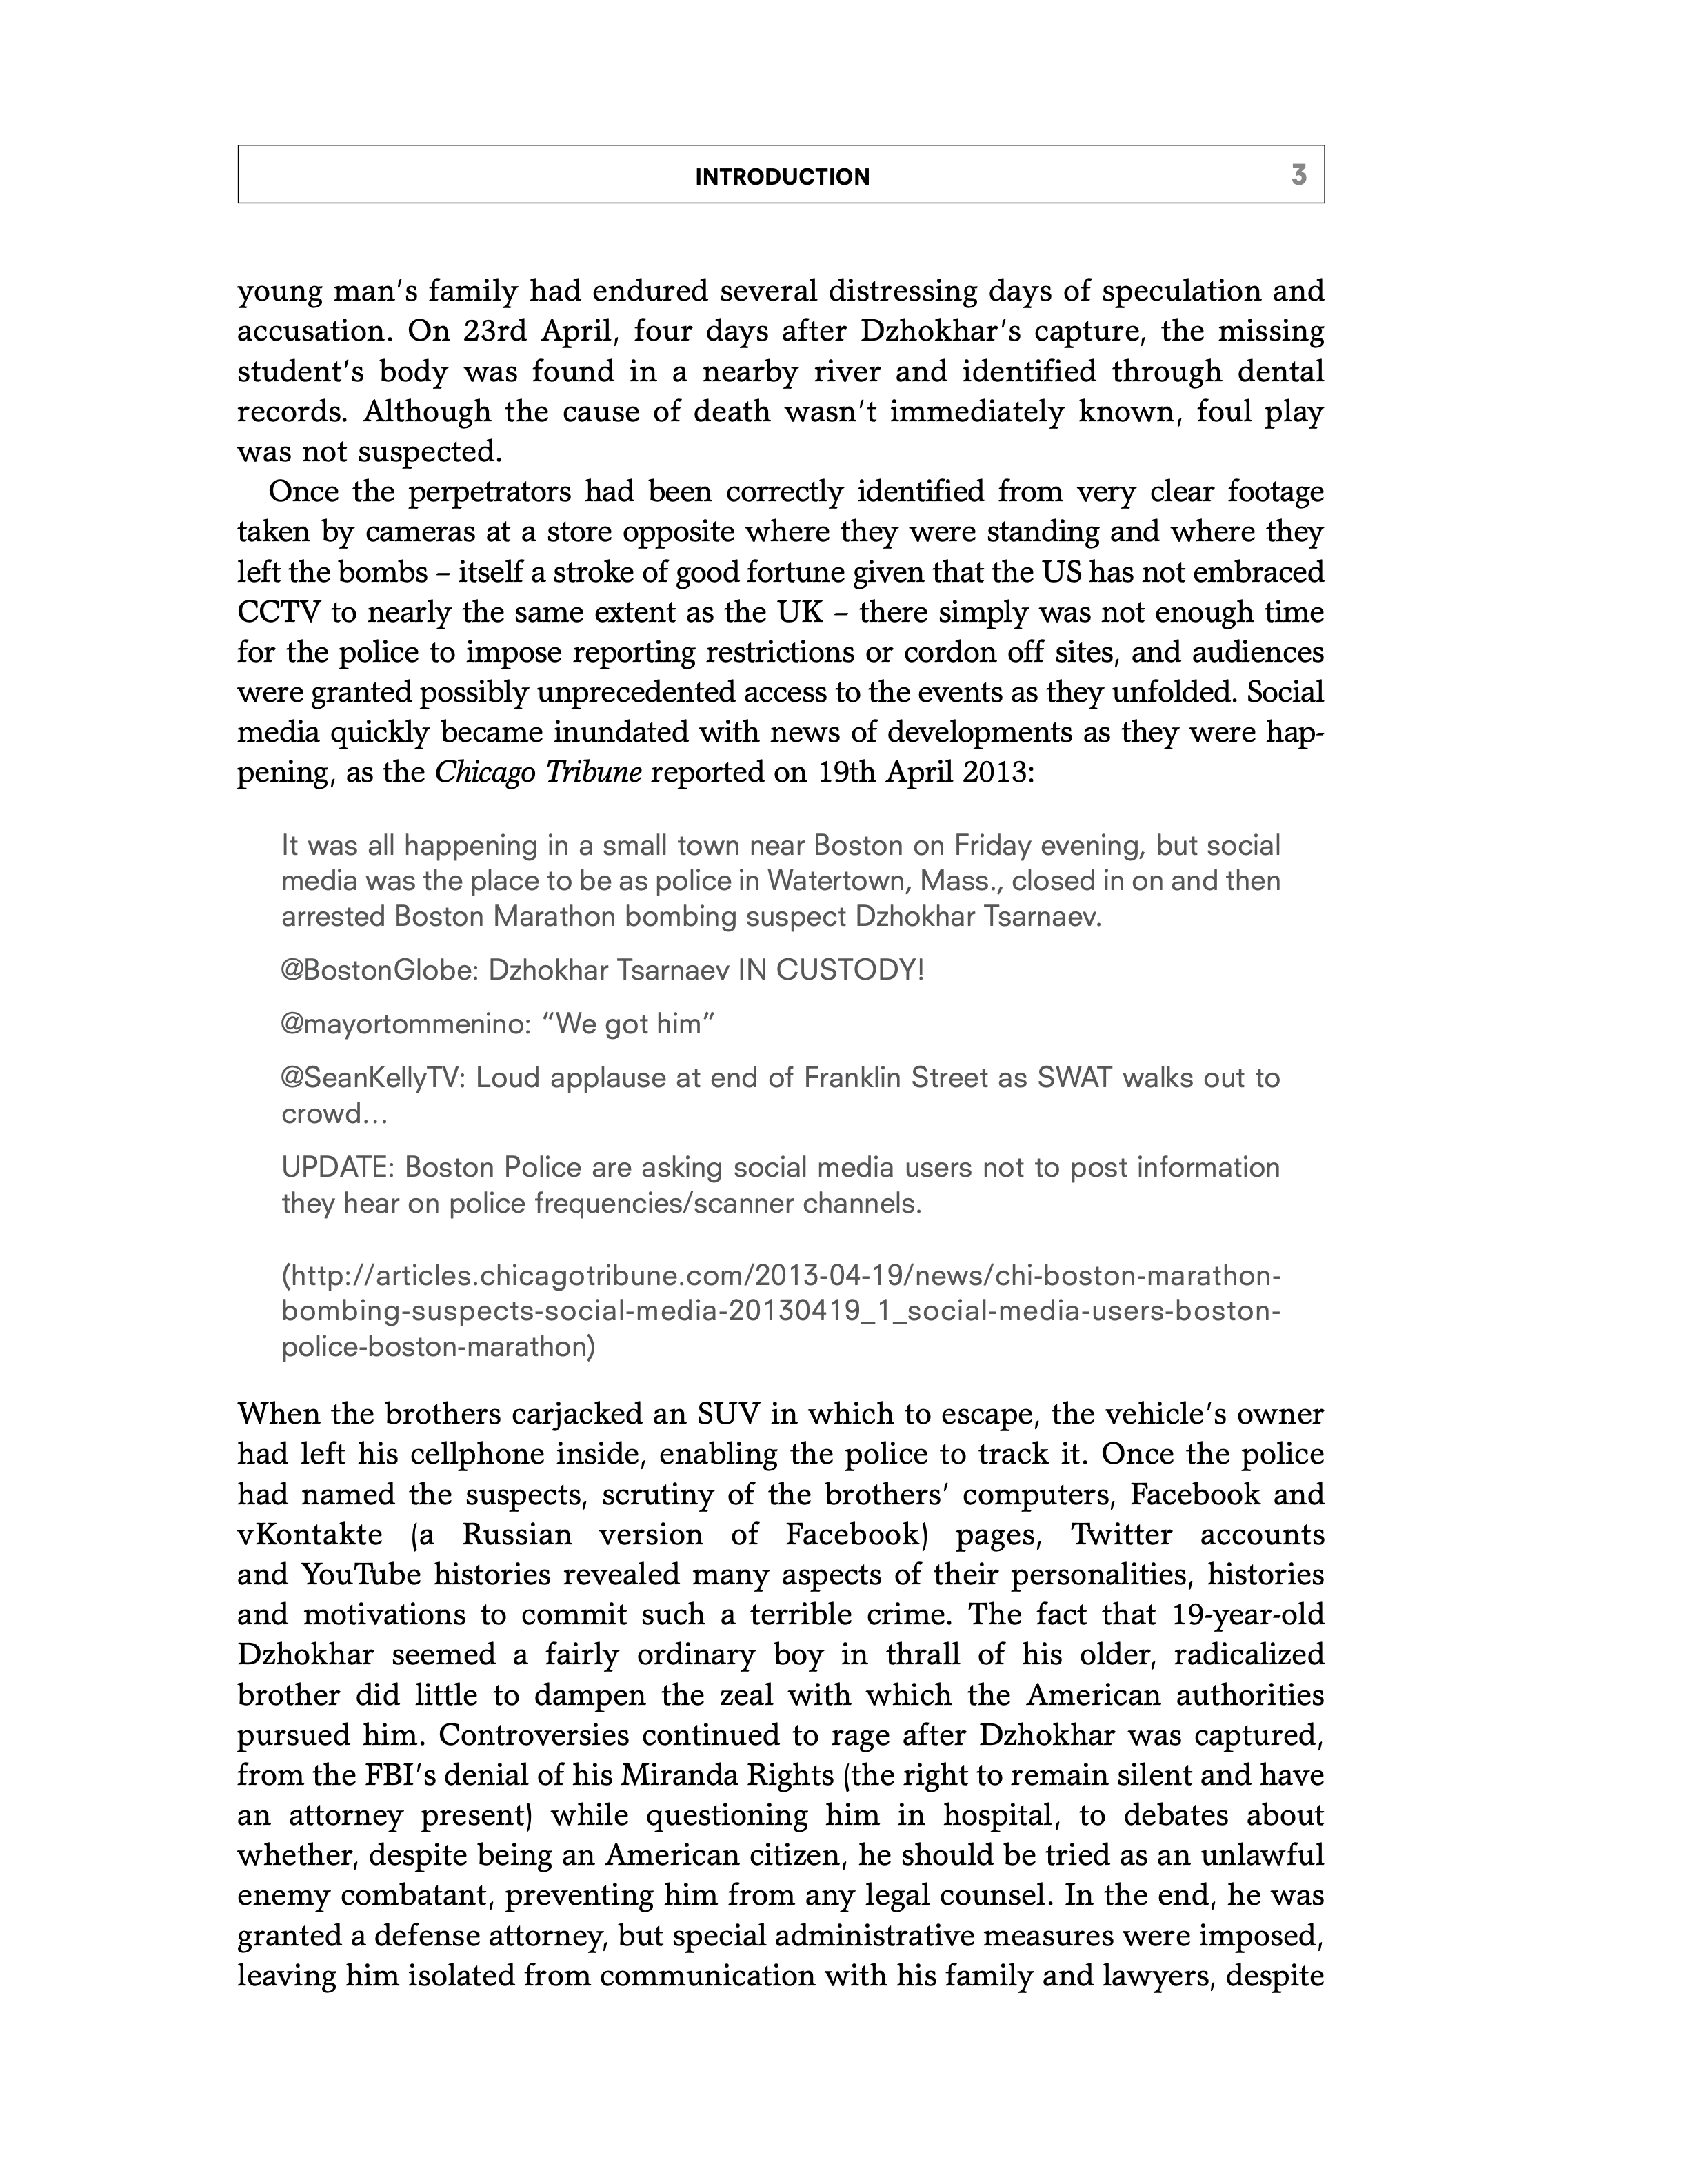 INTRODUCTION 3
young man's family had endured several distressing days of speculation and
accusation. On 23rd April, four days after Dzhokhar's capture, the missing
student's body was found in a nearby river and identified through dental
records. Although the cause of death wasn't immediately known, foul play
was not suspected.
Once the perpetrators had been correctly identified from very clear footage
taken by cameras at a store opposite where they were standing and where they
left the bombs – itself a stroke of good fortune given that the US has not embraced
CCTV to nearly the same extent as the UK – there simply was not enough time
for the police to impose reporting restrictions or cordon off sites, and audiences
were granted possibly unprecedented access to the events as they unfolded. Social
media quickly became inundated with news of developments as they were hap-
pening, as the Chicago Tribune reported on 19th April 2013:
It was all happening in a small town near Boston on Friday evening, but social
media was the place to be as police in Watertown, Mass., closed in on and then
arrested Boston Marathon bombing suspect Dzhokhar Tsarnaev.
@BostonGlobe: Dzhokhar Tsarnaev IN CUSTODY!
@mayortommenino: “We got him”
@SeanKellyTV: Loud applause at end of Franklin Street as SWAT walks out to
crowd…
UPDATE: Boston Police are asking social media users not to post information
they hear on police frequencies/scanner channels.
(http://articles.chicagotribune.com/2013-04-19/news/chi-boston-marathon-
bombing-suspects-social-media-20130419_1_social-media-users-boston-
police-boston-marathon)
When the brothers carjacked an SUV in which to escape, the vehicle's owner
had left his cellphone inside, enabling the police to track it. Once the police
had named the suspects, scrutiny of the brothers' computers, Facebook and
vKontakte (a Russian version of Facebook) pages, Twitter accounts
and YouTube histories revealed many aspects of their personalities, histories
and motivations to commit such a terrible crime. The fact that 19-year-old
Dzhokhar seemed a fairly ordinary boy in thrall of his older, radicalized
brother did little to dampen the zeal with which the American authorities
pursued him. Controversies continued to rage after Dzhokhar was captured,
from the FBI's denial of his Miranda Rights (the right to remain silent and have
an attorney present) while questioning him in hospital, to debates about
whether, despite being an American citizen, he should be tried as an unlawful
enemy combatant, preventing him from any legal counsel. In the end, he was
granted a defense attorney, but special administrative measures were imposed,
leaving him isolated from communication with his family and lawyers, despite